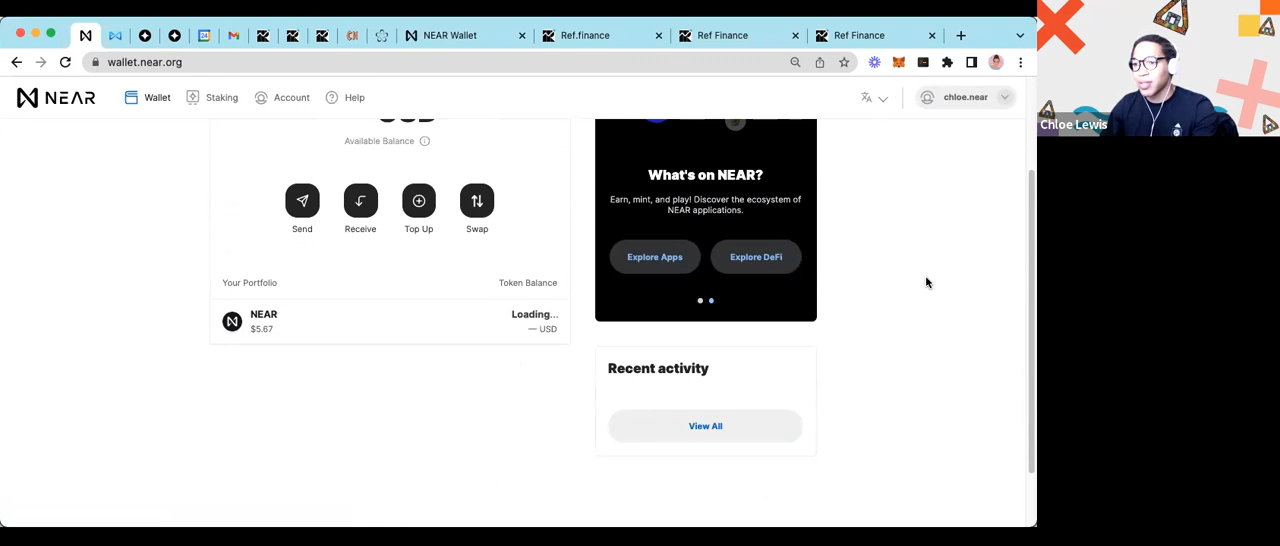 NEAR Wallet
Ref.finance
Ref Finance
Ref Finance
wallet.near.org
NEAR
Wallet
Staking
Account
Help
chloe.near
Chloe Lewis
Available Balance
Send
Receive
Top Up
Swap
Your Portfolio
Token Balance
NEAR
Loading...
$5.67
— USD
What's on NEAR?
Earn, mint, and play! Discover the ecosystem of
NEAR applications.
Explore Apps
Explore DeFi
Recent activity
View All